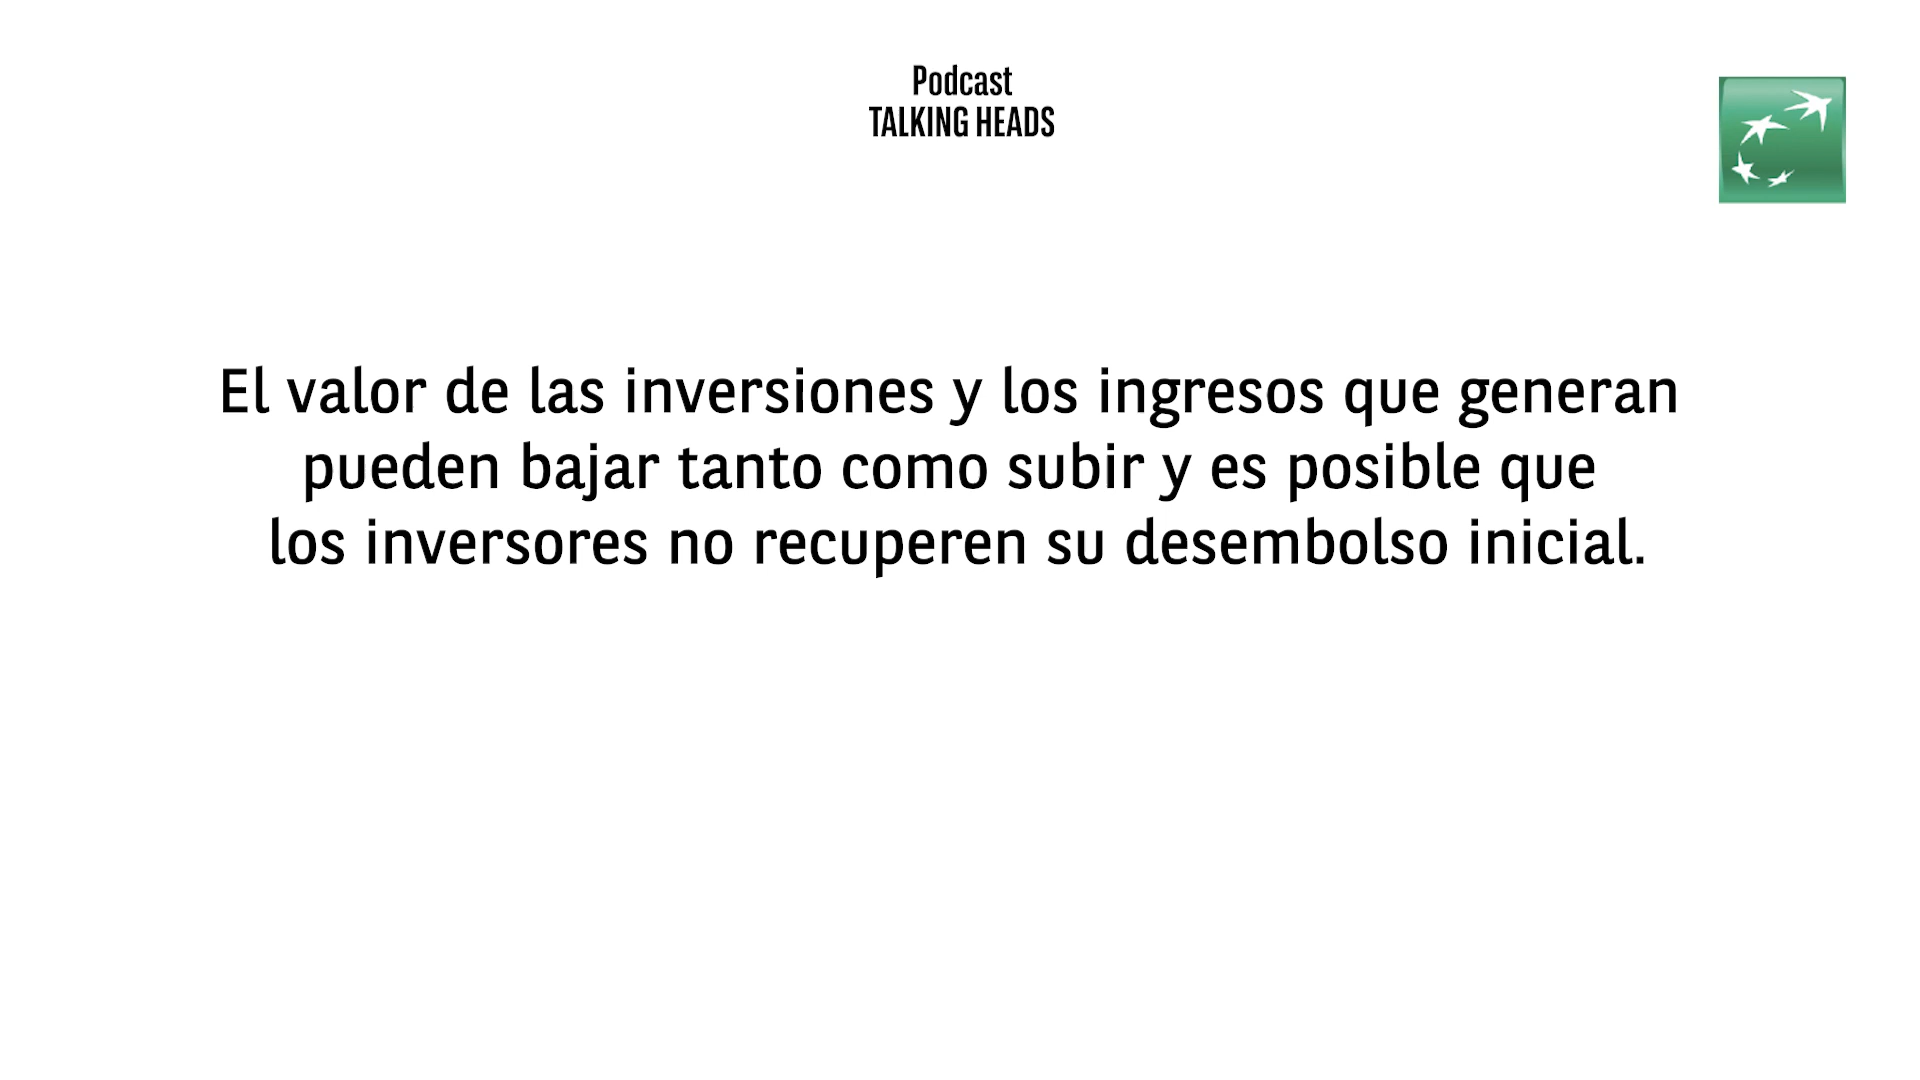 Podcast
TALKING HEADS
El valor de las inversiones y los ingresos que generan
pueden bajar tanto como subir y es posible que
los inversores no recuperen su desembolso inicial.